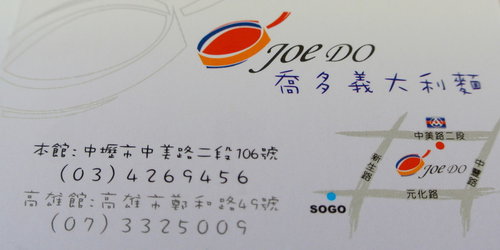 JOE DO
喬多義大利麵
本館:中壢市中美路二段106號
(03)4269456
高雄館:高雄市鄭和路49號
(07)3325009
中美路二段
新生路
JOE DO
中豐路
元化路
SOGO